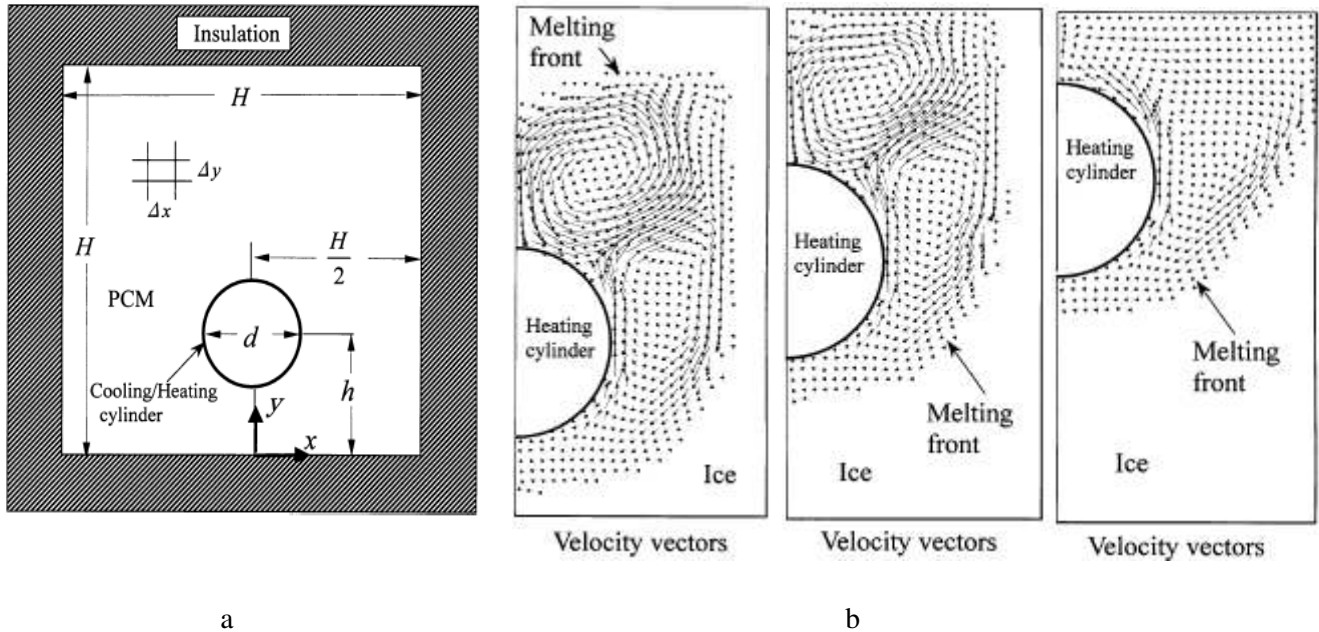 Insulation
H
Δy
Δx
H
H
2
PCM
d
Cooling/Heating
cylinder
h
y
x
Melting
front
Heating
cylinder
Ice
Velocity vectors
Heating
cylinder
Melting
front
Ice
Velocity vectors
Heating
cylinder
Melting
front
Ice
Velocity vectors
a
b